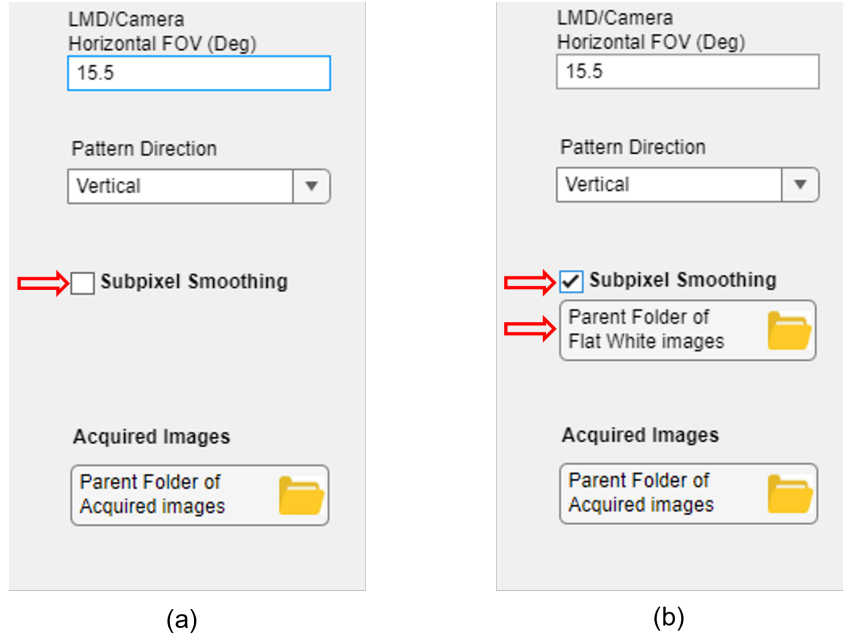 LMD/Camera
Horizontal FOV (Deg)
15.5
Pattern Direction
Vertical
Subpixel Smoothing
Acquired Images
Parent Folder of
Acquired images
(a)
LMD/Camera
Horizontal FOV (Deg)
15.5
Pattern Direction
Vertical
Subpixel Smoothing
Parent Folder of
Flat White images
Acquired Images
Parent Folder of
Acquired images
(b)